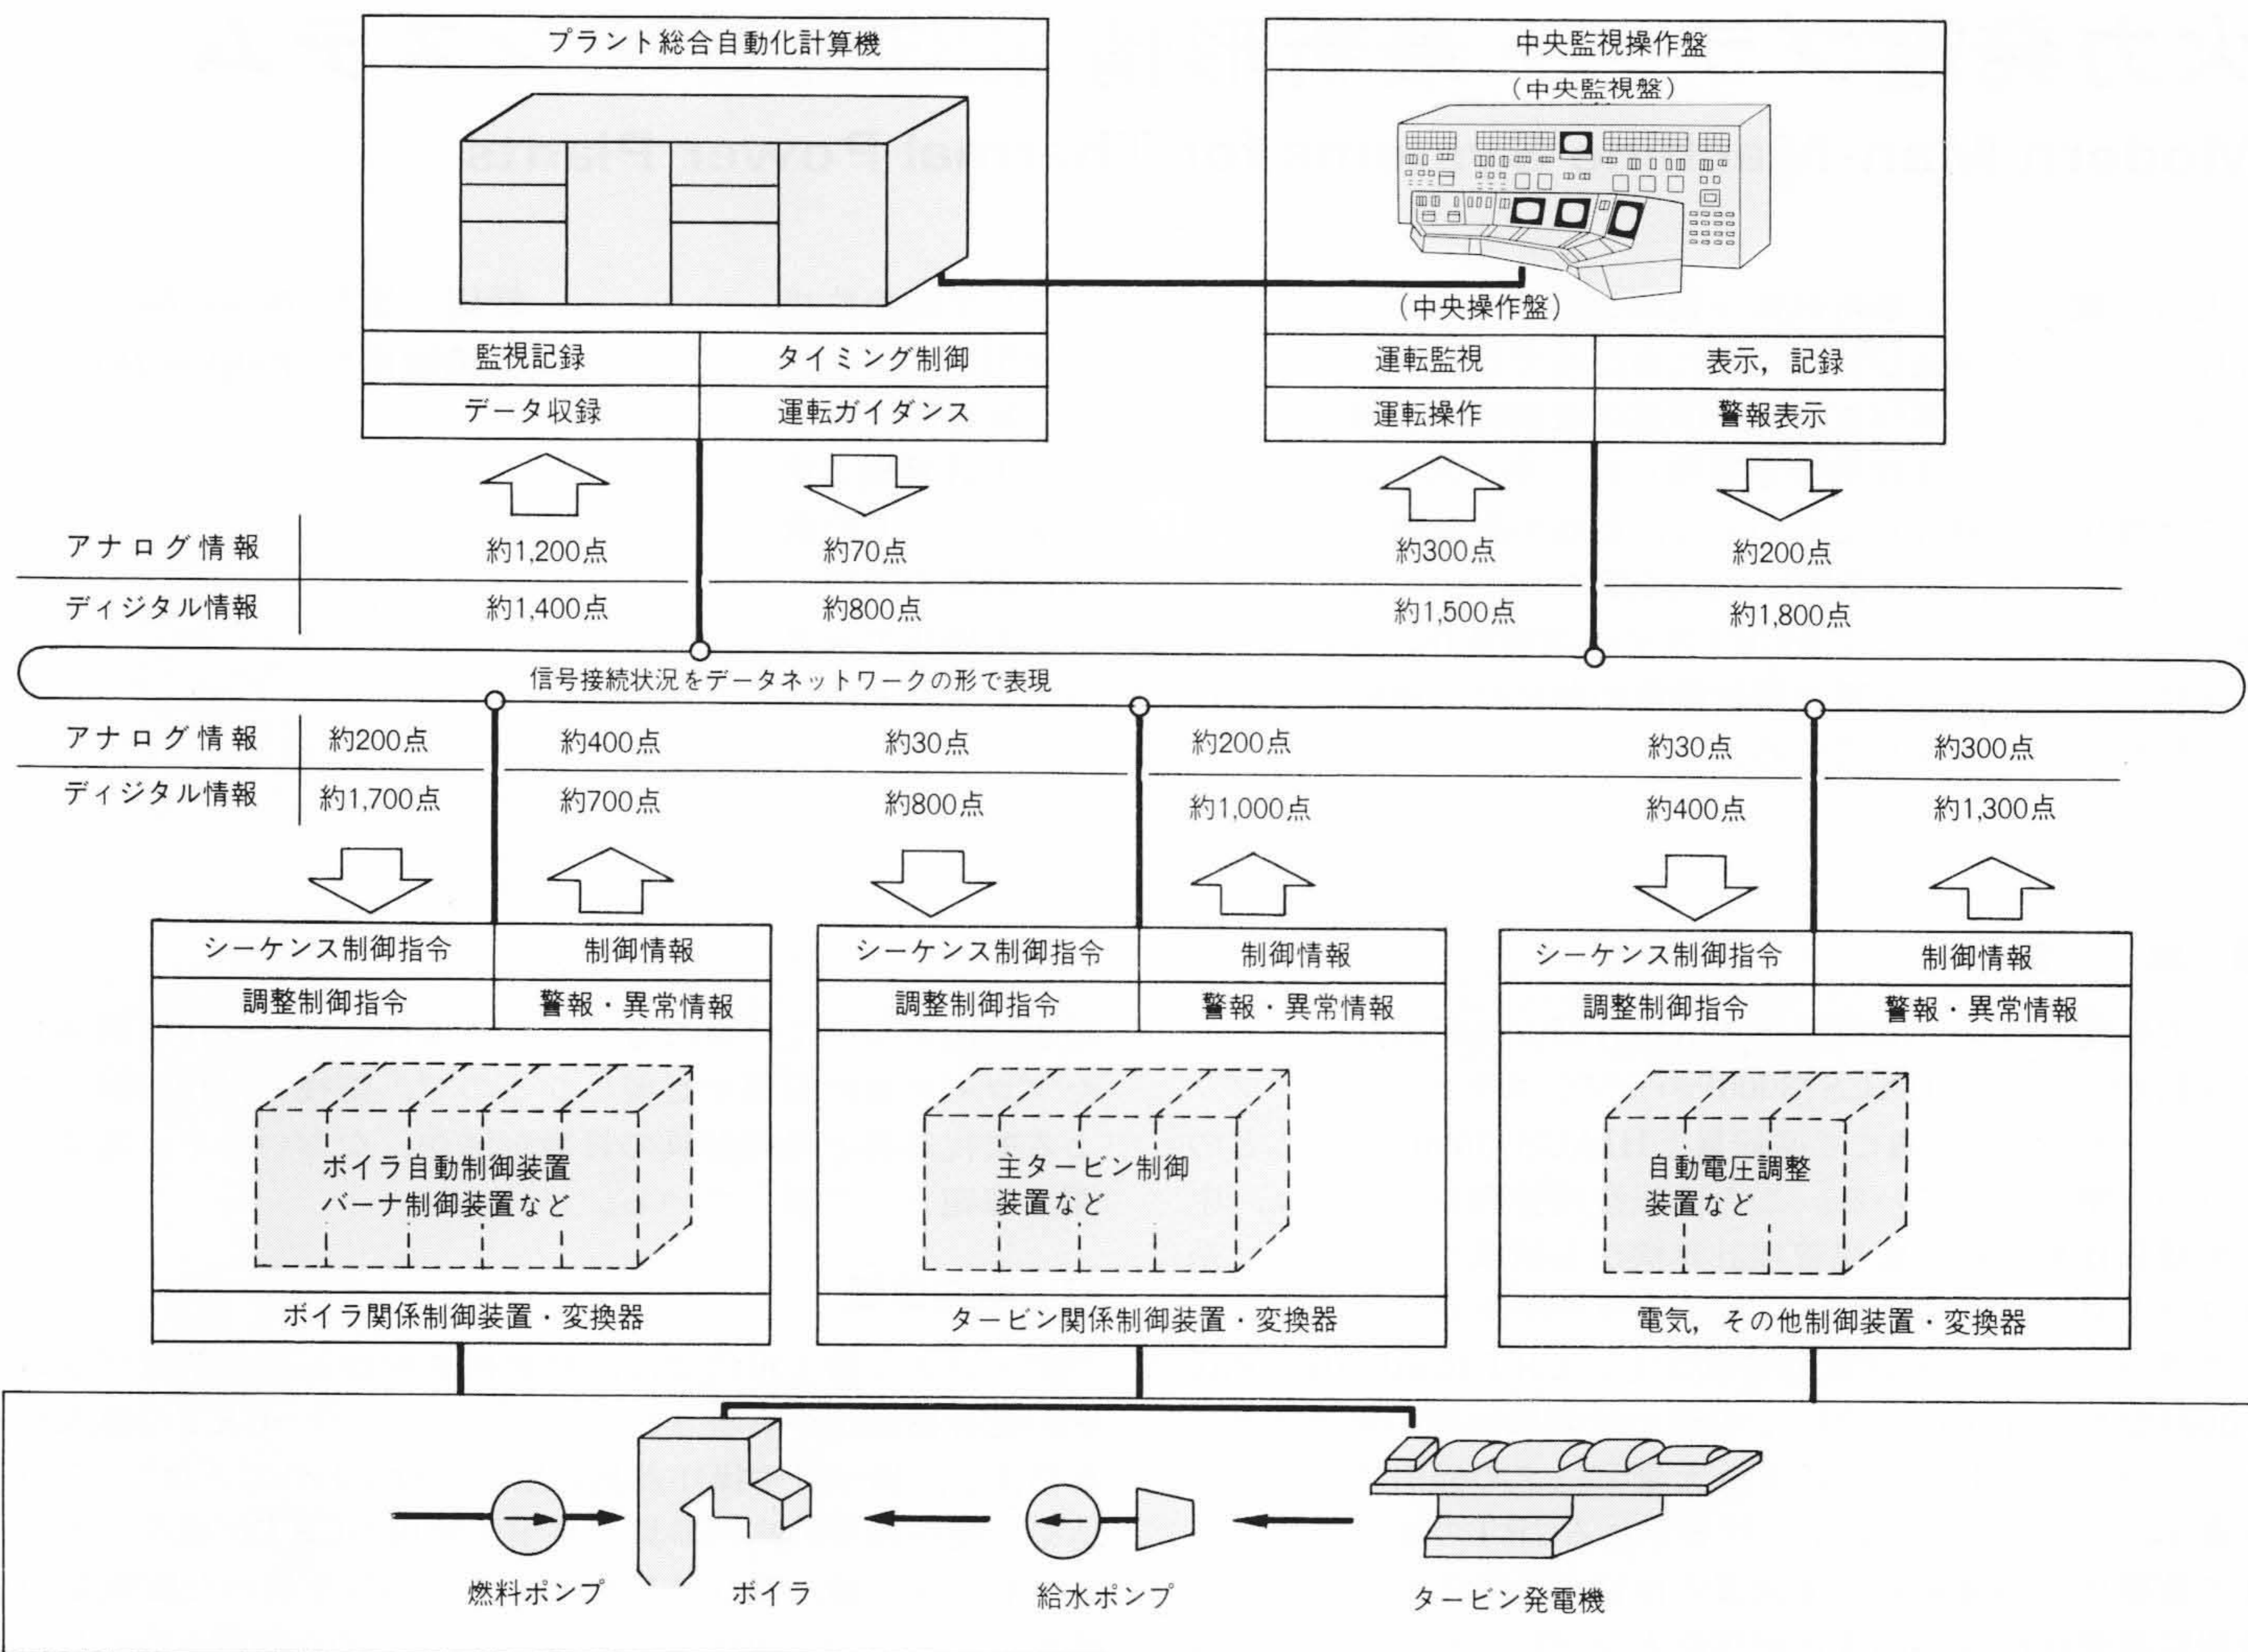 プラント総合自動化計算機
中央監視操作盤
(中央監視盤)
(中央操作盤)
監視記録 タイミング制御
データ収録 運転ガイダンス
運転監視 表示，記録
運転操作 警報表示
アナログ情報 約1,200点 約70点 約300点 約200点
ディジタル情報 約1,400点 約800点 約1,500点 約1,800点
信号接続状況をデータネットワークの形で表現
アナログ情報 約200点 約400点 約30点 約200点 約30点 約300点
ディジタル情報 約1,700点 約700点 約800点 約1,000点 約400点 約1,300点
シーケンス制御指令 制御情報
調整制御指令 警報・異常情報
ボイラ自動制御装置
バーナ制御装置など
ボイラ関係制御装置・変換器
シーケンス制御指令 制御情報
調整制御指令 警報・異常情報
主タービン制御
装置など
タービン関係制御装置・変換器
シーケンス制御指令 制御情報
調整制御指令 警報・異常情報
自動電圧調整
装置など
電気，その他制御装置・変換器
燃料ポンプ ボイラ 給水ポンプ タービン発電機